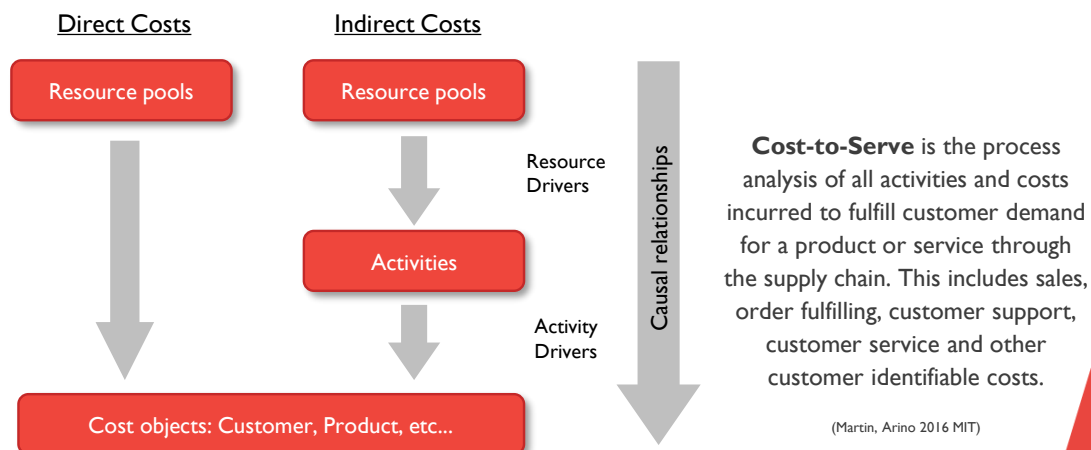 Direct Costs
Indirect Costs
Resource pools
Resource pools
Resource
Drivers
Activities
Activity
Drivers
Cost objects: Customer, Product, etc...
Causal relationships
Cost-to-Serve is the process
analysis of all activities and costs
incurred to fulfill customer demand
for a product or service through
the supply chain. This includes sales,
order fulfilling, customer support,
customer service and other
customer identifiable costs.
(Martin, Arino 2016 MIT)